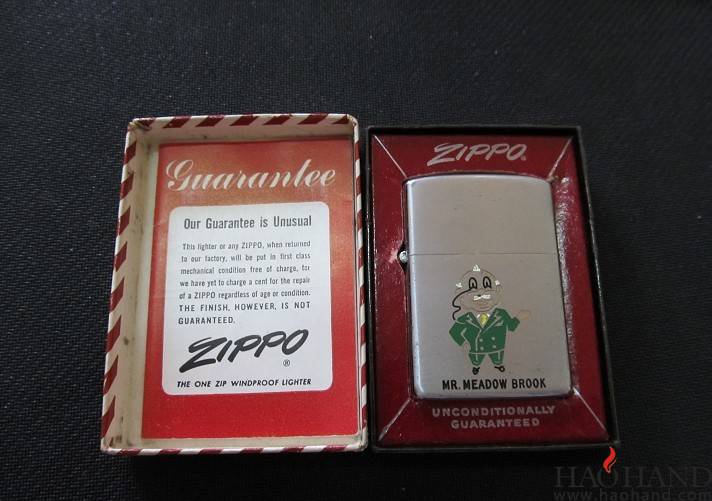 Guarantee
Our Guarantee is Unusual
This lighter or any ZIPPO, when returned
to our factory, will be put in first class
mechanical condition free of charge, for
we have yet to charge a cent for the repair
of a ZIPPO regardless of age or condition.
THE FINISH, HOWEVER, IS NOT
GUARANTEED.
ZIPPO
®
THE ONE ZIP WINDPROOF LIGHTER
ZIPPO
MR. MEADOW BROOK
UNCONDITIONALLY
GUARANTEED
HAOHAND